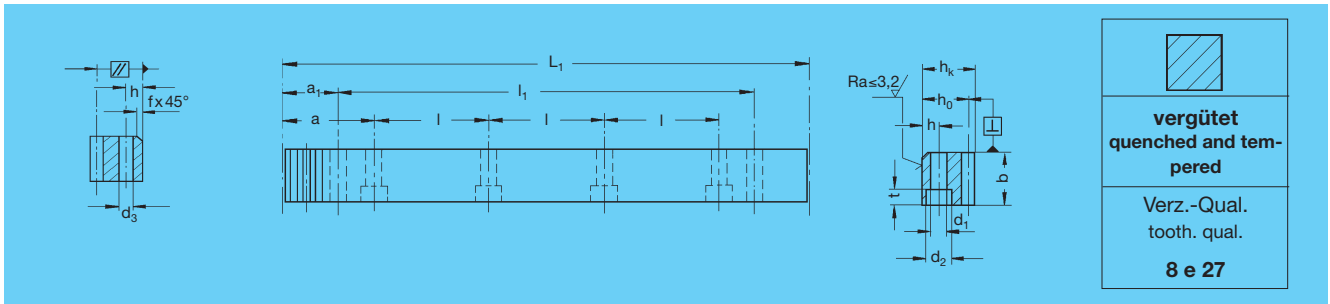 h
f x 45°
d₃
L₁
a₁
l₁
a
l
l
l
Ra≤3,2
hₖ
h₀
h
b
t
d₁
d₂
vergütet
quenched and tem-
pered
Verz.-Qual.
tooth. qual.
8 e 27